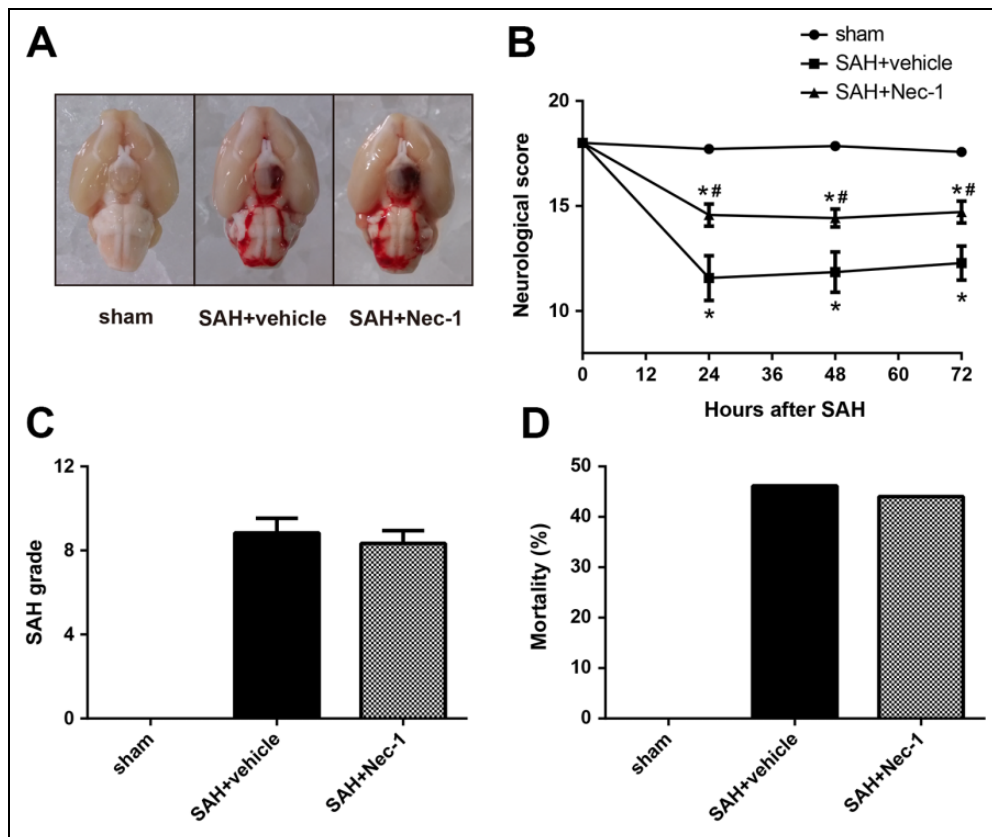 A
sham SAH+vehicle SAH+Nec-1
B
sham
SAH+vehicle
SAH+Nec-1
Neurological score
20
15
10
*# *# *#
* * *
0 12 24 36 48 60 72
Hours after SAH
C
SAH grade
12
8
4
0
sham SAH+vehicle SAH+Nec-1
D
Mortality (%)
50
40
30
20
10
0
sham SAH+vehicle SAH+Nec-1